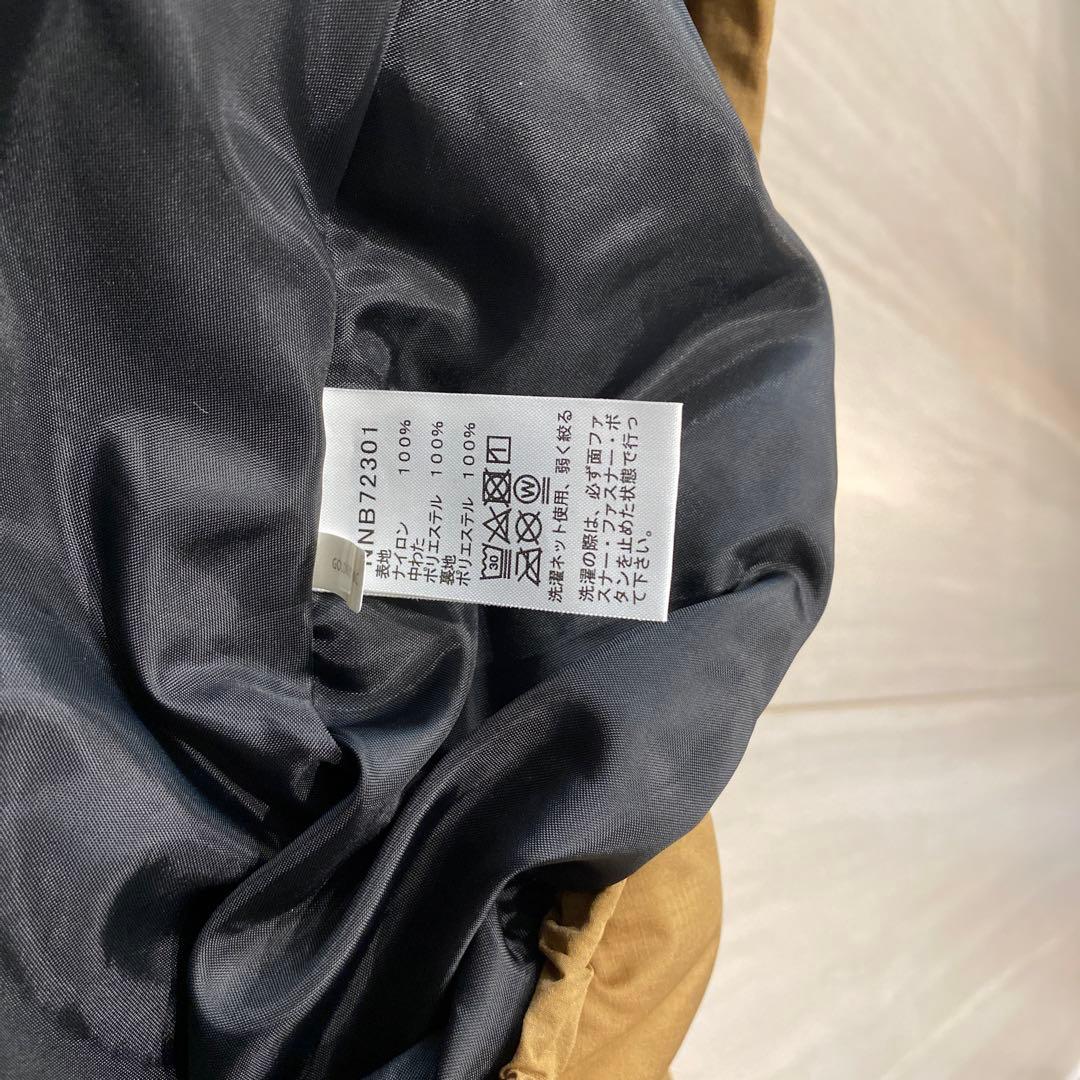 NNB72301
表地
ナイロン 100%
中わた
ポリエステル 100%
裏地
ポリエステル 100%
30
W
洗濯ネット使用、弱く絞る
洗濯の際は、必ず面ファ
スナー・ファスナー・ボ
タンを止めた状態で行っ
て下さい。